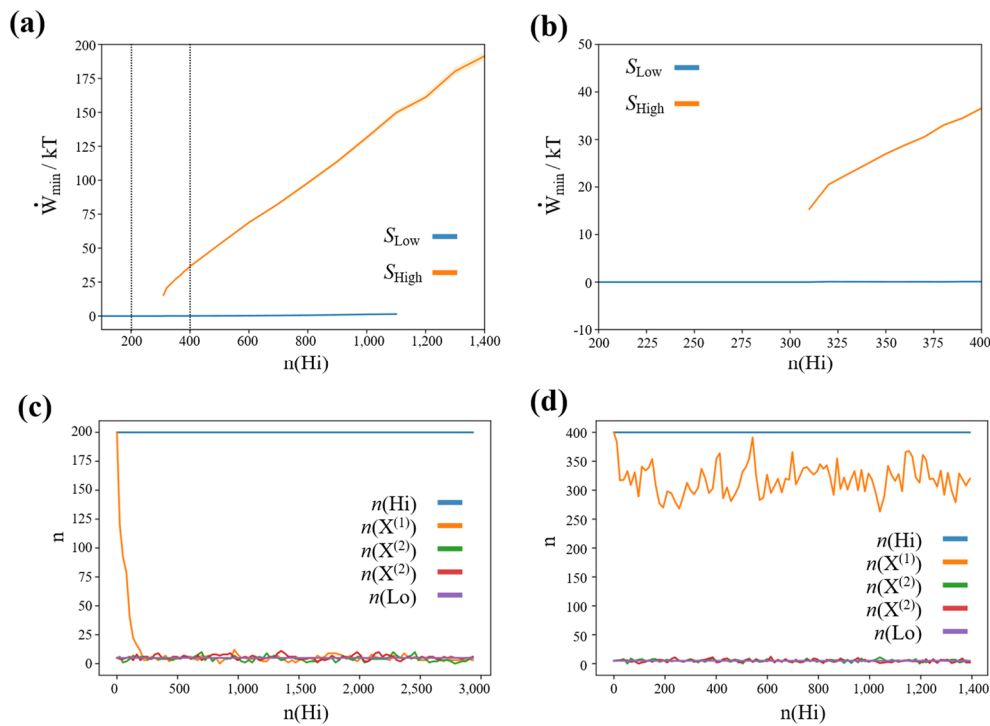 (a)
200
175
150
125
100
75
50
25
0
Ẇmin / kT
SLow
SHigh
200 400 600 800 1,000 1,200 1,400
n(Hi)
(b)
50
40
30
20
10
0
-10
Ẇmin / kT
SLow
SHigh
200 225 250 275 300 325 350 375 400
n(Hi)
(c)
200
175
150
125
100
75
50
25
0
n
n(Hi)
n(X(1))
n(X(2))
n(X(2))
n(Lo)
0 500 1,000 1,500 2,000 2,500 3,000
n(Hi)
(d)
400
350
300
250
200
150
100
50
0
n
n(Hi)
n(X(1))
n(X(2))
n(X(2))
n(Lo)
0 200 400 600 800 1,000 1,200 1,400
n(Hi)